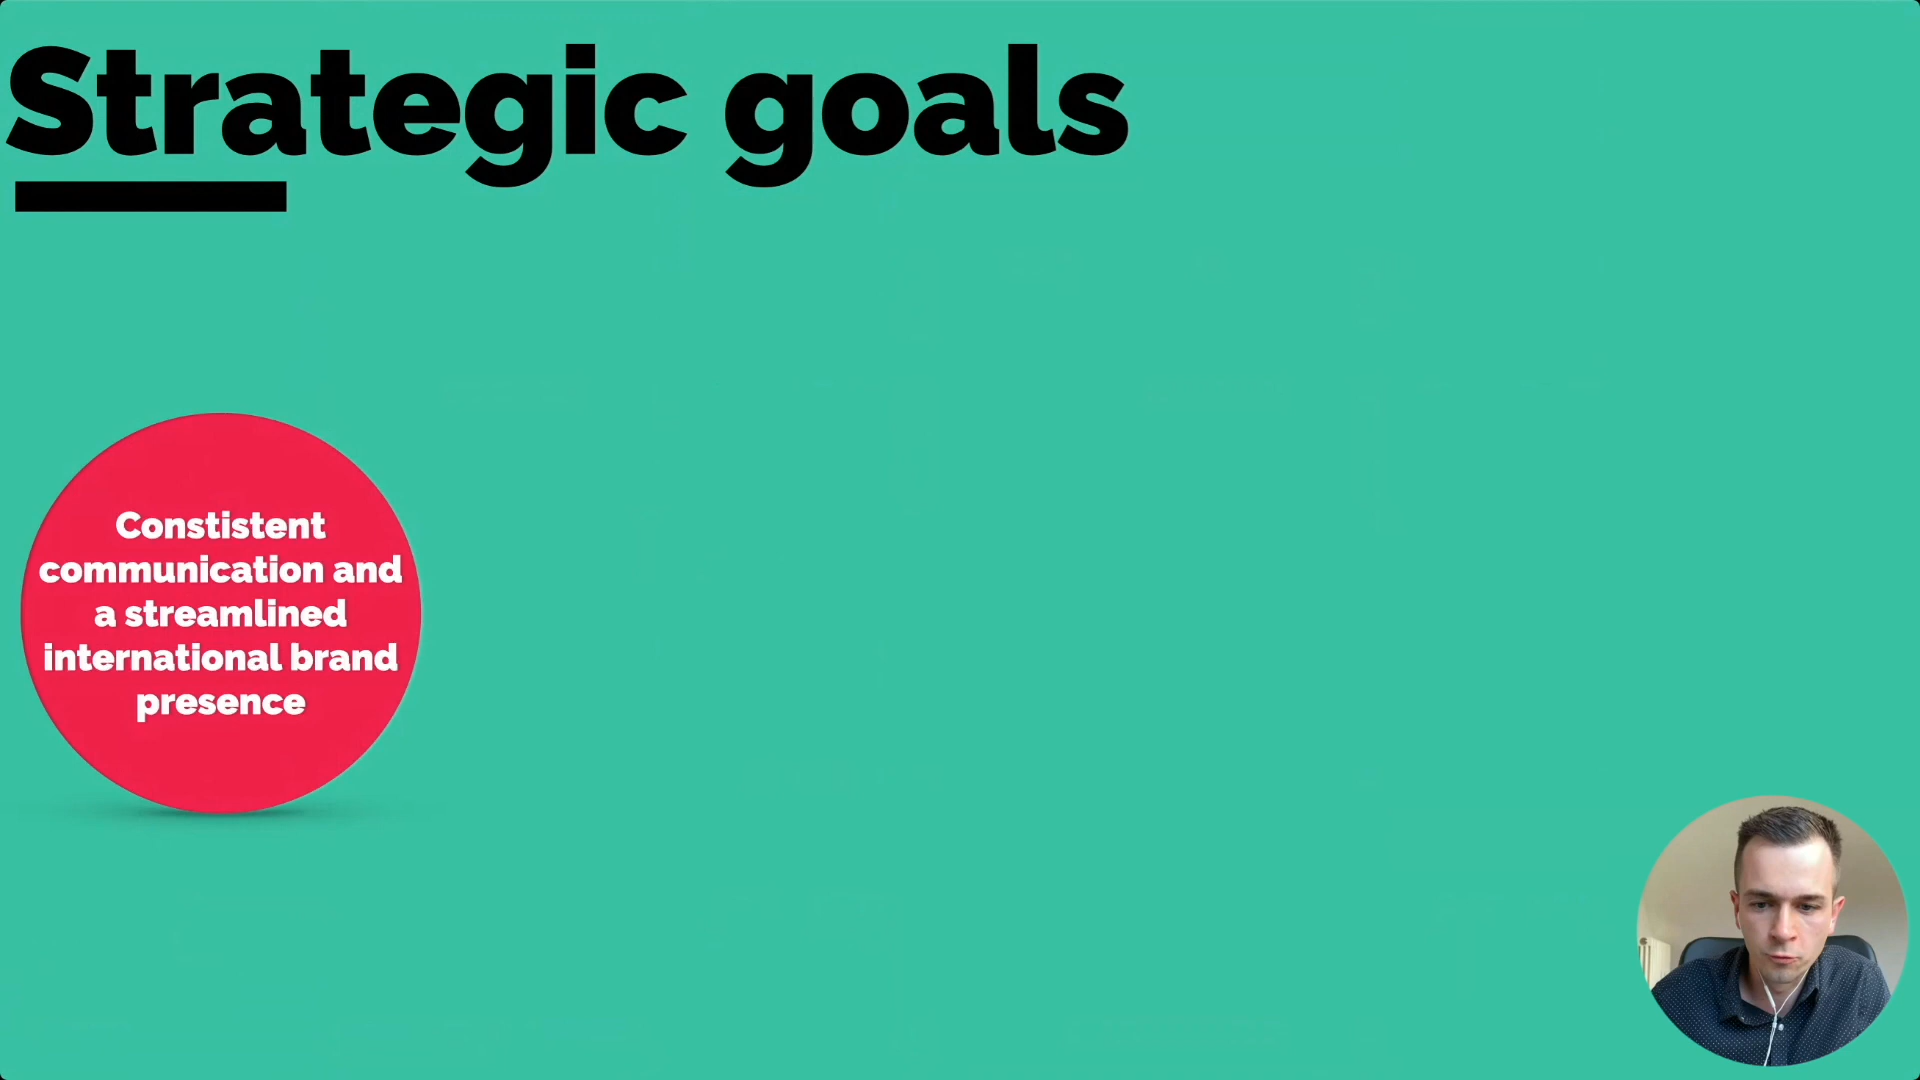 Strategic goals
Constistent
communication and
a streamlined
international brand
presence